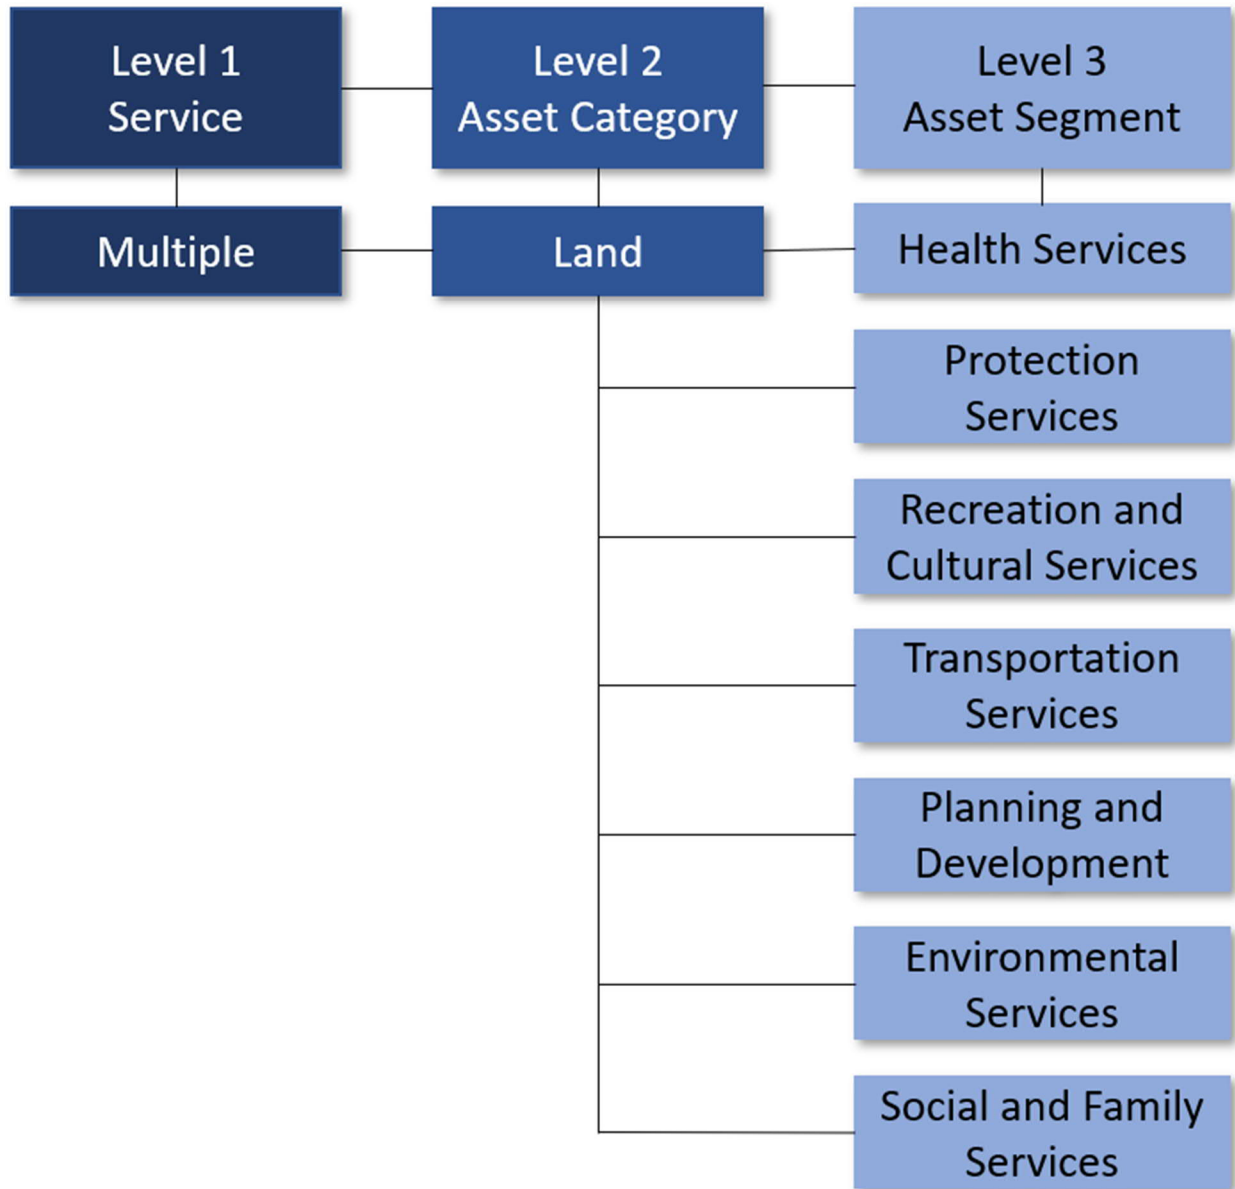 Level 1
Service
Level 2
Asset Category
Level 3
Asset Segment
Multiple
Land
Health Services
Protection
Services
Recreation and
Cultural Services
Transportation
Services
Planning and
Development
Environmental
Services
Social and Family
Services